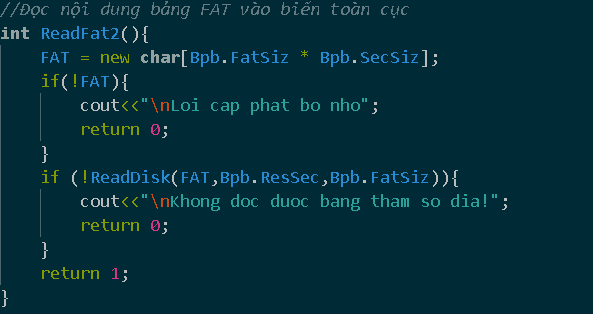 //Đọc nội dung bảng FAT vào biến toàn cục
int ReadFat2(){
    FAT = new char[Bpb.FatSiz * Bpb.SecSiz];
    if(!FAT){
        cout<<"\nLoi cap phat bo nho";
        return 0;
    }
    if (!ReadDisk(FAT,Bpb.ResSec,Bpb.FatSiz)){
        cout<<"\nKhong doc duoc bang tham so dia!";
        return 0;
    }
    return 1;
}